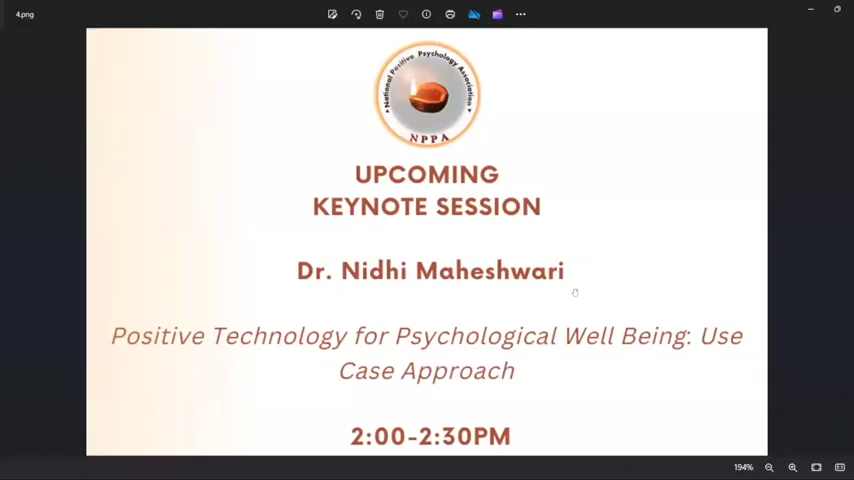 4.png
National Positive Psychology Association
NPPA
UPCOMING
KEYNOTE SESSION
Dr. Nidhi Maheshwari
Positive Technology for Psychological Well Being: Use
Case Approach
2:00-2:30PM
194%